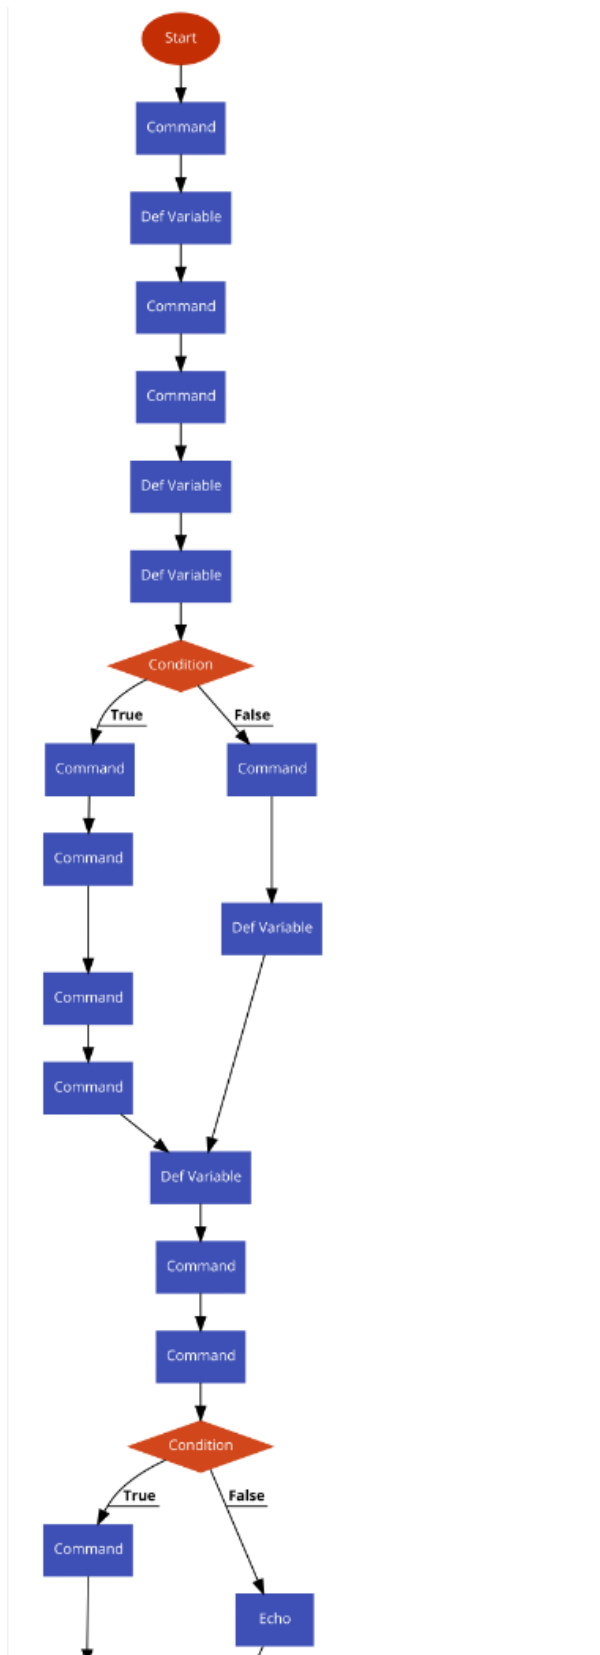 Start
Command
Def Variable
Command
Command
Def Variable
Def Variable
Condition
True
False
Command
Command
Command
Def Variable
Command
Command
Def Variable
Command
Command
Condition
True
False
Command
Echo